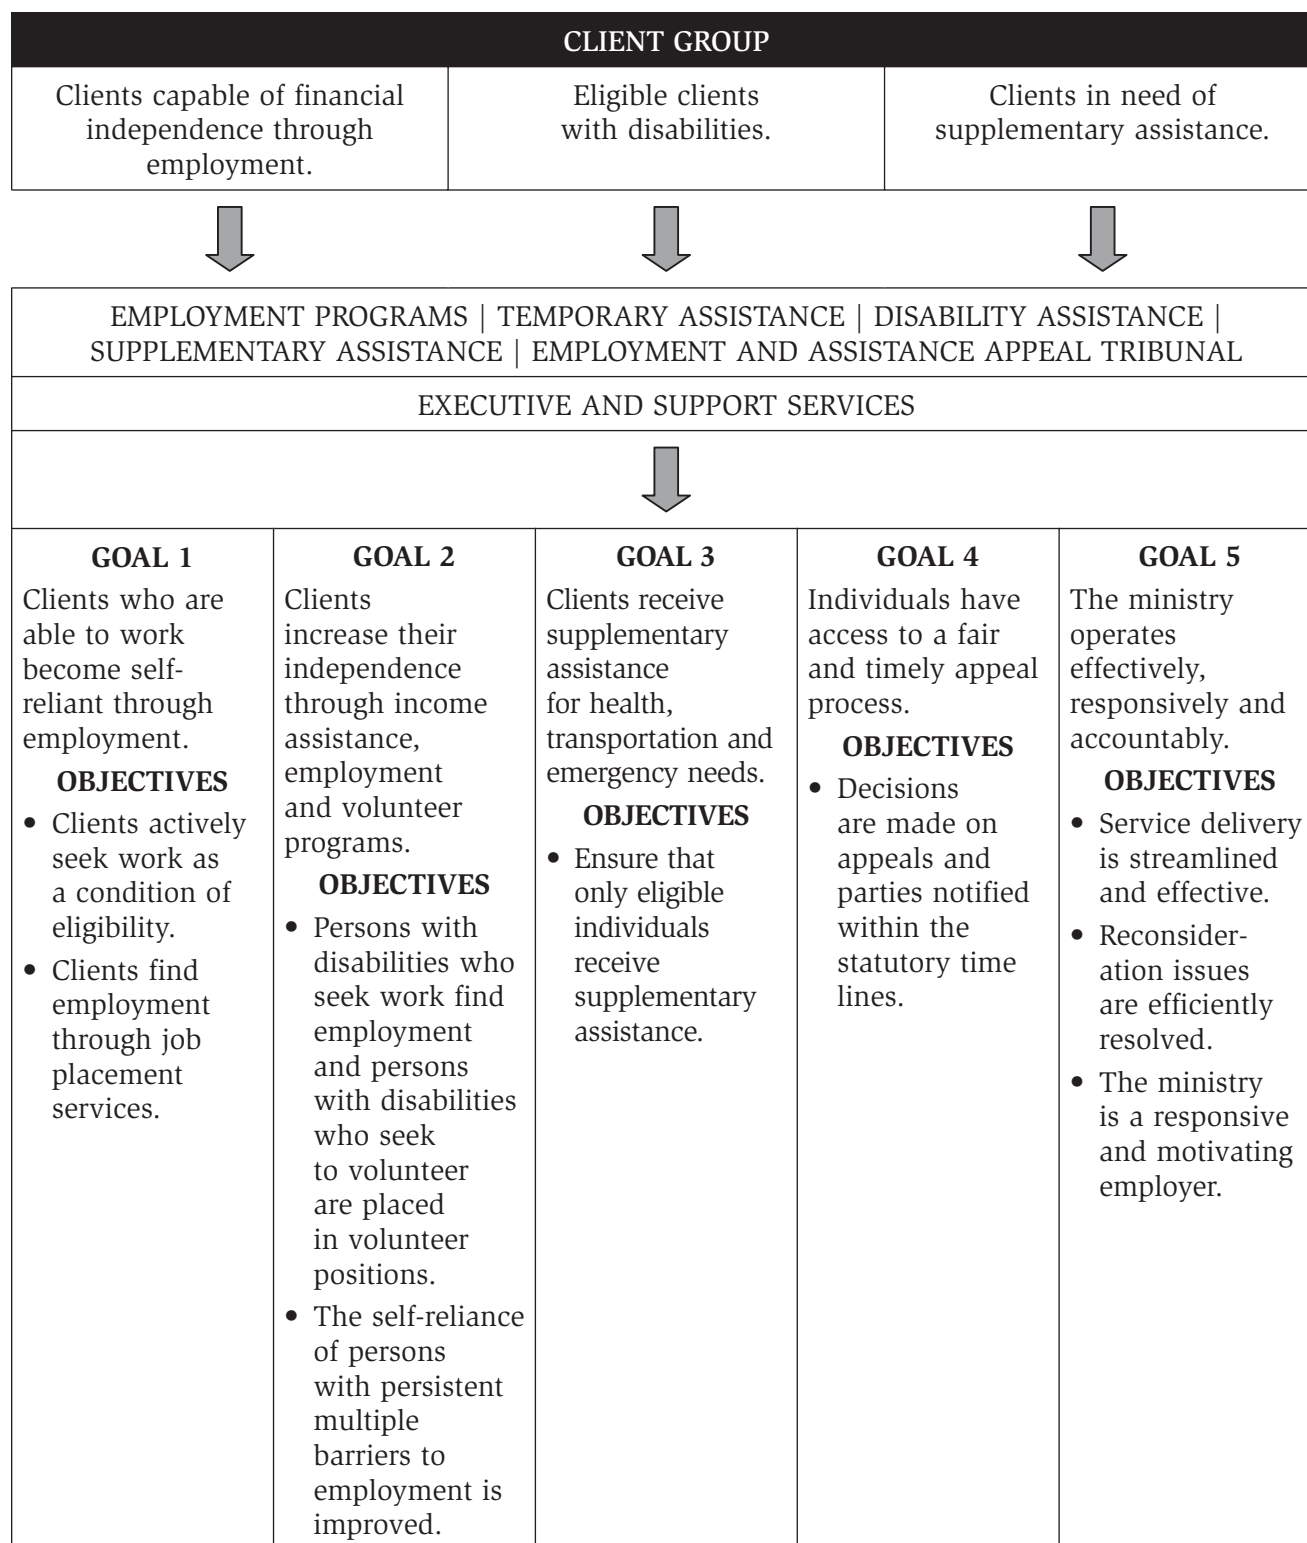 CLIENT GROUP
Clients capable of financial
independence through
employment.
Eligible clients
with disabilities.
Clients in need of
supplementary assistance.
EMPLOYMENT PROGRAMS | TEMPORARY ASSISTANCE | DISABILITY ASSISTANCE |
SUPPLEMENTARY ASSISTANCE | EMPLOYMENT AND ASSISTANCE APPEAL TRIBUNAL
EXECUTIVE AND SUPPORT SERVICES
GOAL 1
Clients who are
able to work
become self-
reliant through
employment.
OBJECTIVES
• Clients actively
seek work as
a condition of
eligibility.
• Clients find
employment
through job
placement
services.
GOAL 2
Clients
increase their
independence
through income
assistance,
employment
and volunteer
programs.
OBJECTIVES
• Persons with
disabilities who
seek work find
employment
and persons
with disabilities
who seek
to volunteer
are placed
in volunteer
positions.
• The self-reliance
of persons
with persistent
multiple
barriers to
employment is
improved.
GOAL 3
Clients receive
supplementary
assistance
for health,
transportation and
emergency needs.
OBJECTIVES
• Ensure that
only eligible
individuals
receive
supplementary
assistance.
GOAL 4
Individuals have
access to a fair
and timely appeal
process.
OBJECTIVES
• Decisions
are made on
appeals and
parties notified
within the
statutory time
lines.
GOAL 5
The ministry
operates
effectively,
responsively and
accountably.
OBJECTIVES
• Service delivery
is streamlined
and effective.
• Reconsider-
ation issues
are efficiently
resolved.
• The ministry
is a responsive
and motivating
employer.